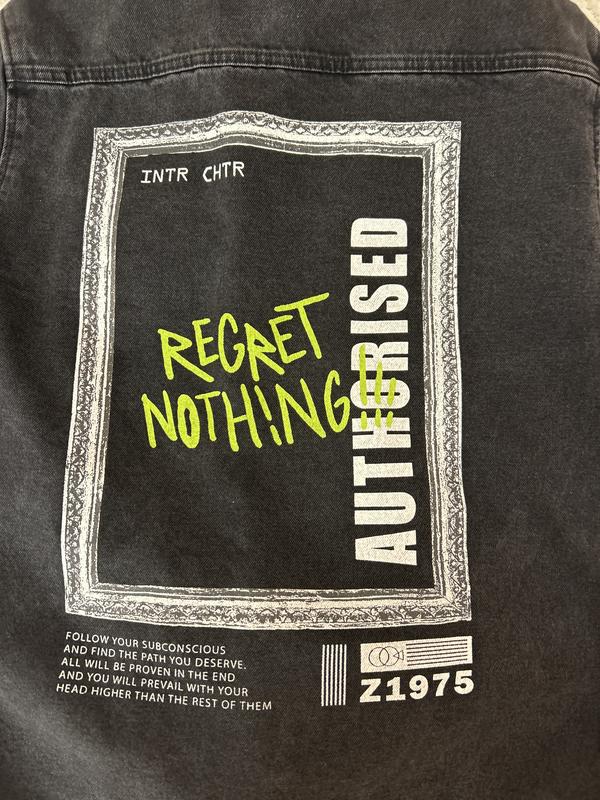 INTR CHTR
REGRET
NOTH!NG!!!
AUTHORISED
FOLLOW YOUR SUBCONSCIOUS
AND FIND THE PATH YOU DESERVE.
ALL WILL BE PROVEN IN THE END
AND YOU WILL PREVAIL WITH YOUR
HEAD HIGHER THAN THE REST OF THEM
Z1975